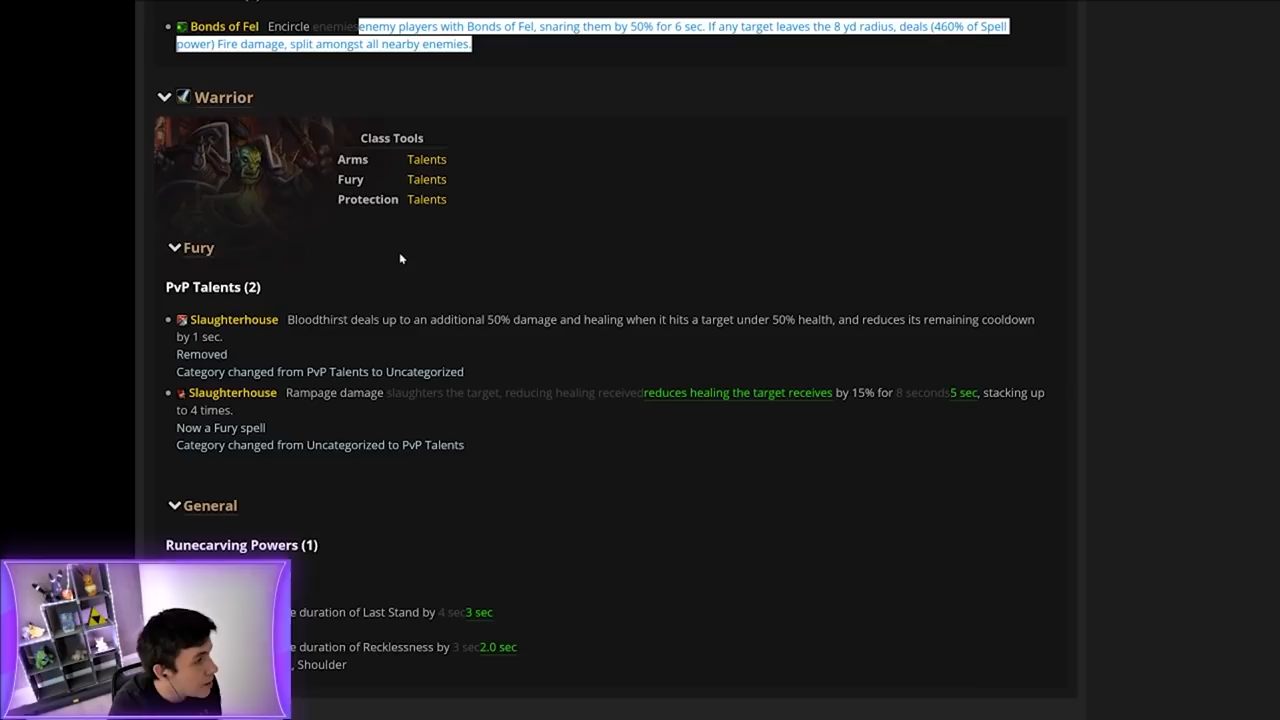 Bonds of Fel Encircle enemies enemy players with Bonds of Fel, snaring them by 50% for 6 sec. If any target leaves the 8 yd radius, deals (460% of Spell
power) Fire damage, split amongst all nearby enemies.
Warrior
Class Tools
Arms Talents
Fury Talents
Protection Talents
Fury
PvP Talents (2)
Slaughterhouse Bloodthirst deals up to an additional 50% damage and healing when it hits a target under 50% health, and reduces its remaining cooldown
by 1 sec.
Removed
Category changed from PvP Talents to Uncategorized
Slaughterhouse Rampage damage slaughters the target, reducing healing received reduces healing the target receives by 15% for 8 seconds 5 sec, stacking up
to 4 times.
Now a Fury spell
Category changed from Uncategorized to PvP Talents
General
Runecarving Powers (1)
duration of Last Stand by 4 sec 3 sec
duration of Recklessness by 3 sec 2.0 sec
, Shoulder